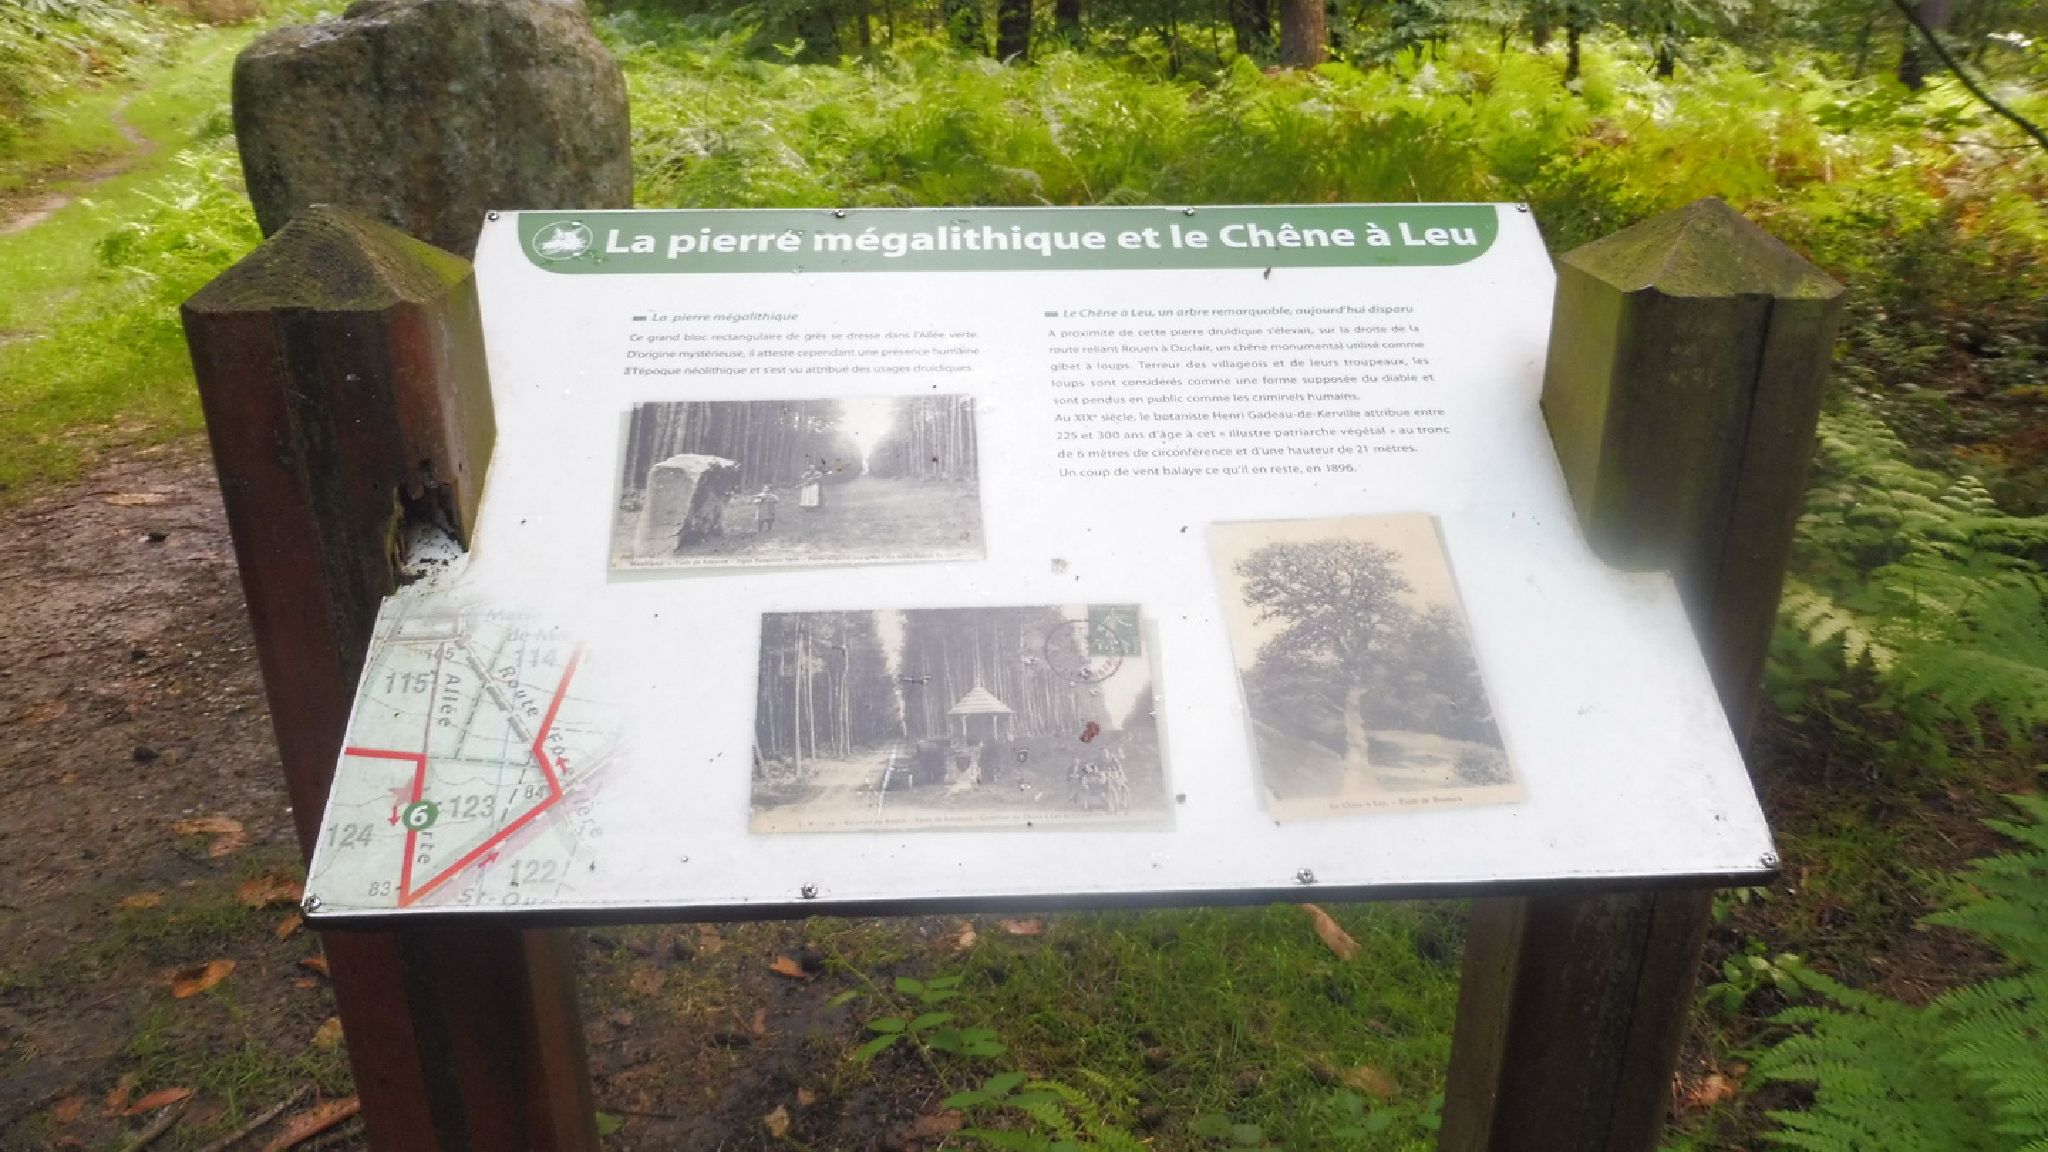 La pierre mégalithique et le Chêne à Leu
La pierre mégalithique
Ce grand bloc rectangulaire de grès se dresse dans l'Allée verte.
D'origine mystérieuse, il atteste cependant une présence humaine
à l'époque néolithique et s'est vu attribué des usages druidiques.
Le Chêne à Leu, un arbre remarquable, aujourd'hui disparu
A proximité de cette pierre druidique s'élevait, sur la droite de la
route reliant Rouen à Duclair, un chêne monumental utilisé comme
gibet à loups. Terreur des villageois et de leurs troupeaux, les
loups sont considérés comme une forme supposée du diable et
sont pendus en public comme les criminels humains.
Au XIXe siècle, le botaniste Henri Gadeau-de-Kerville attribue entre
225 et 300 ans d'âge à cet « illustre patriarche végétal » au tronc
de 6 mètres de circonférence et d'une hauteur de 21 mètres.
Un coup de vent balaye ce qu'il en reste, en 1896.
Le Chêne à Leu. - Forêt de Roumare
115
Allée
114
Route
124
6
123
84
rte
83
122